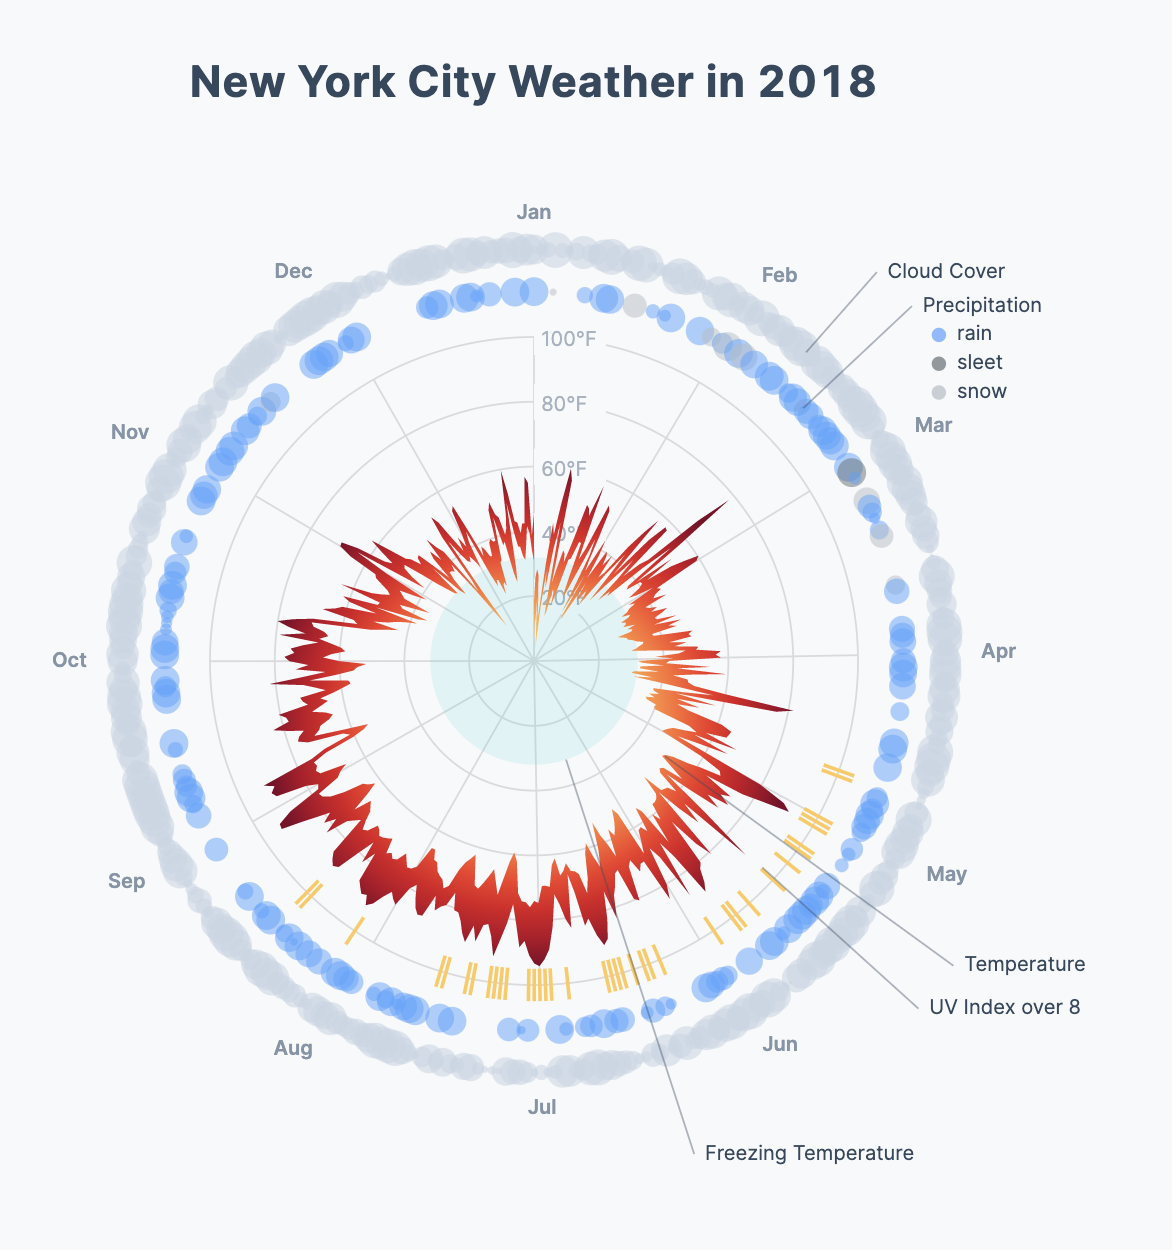 New York City Weather in 2018
Jan
Dec
Feb
Cloud Cover
Precipitation
rain
sleet
snow
100°F
80°F
60°F
40°F
20°F
Nov
Mar
Oct
Apr
Sep
May
Temperature
UV Index over 8
Aug
Jun
Jul
Freezing Temperature